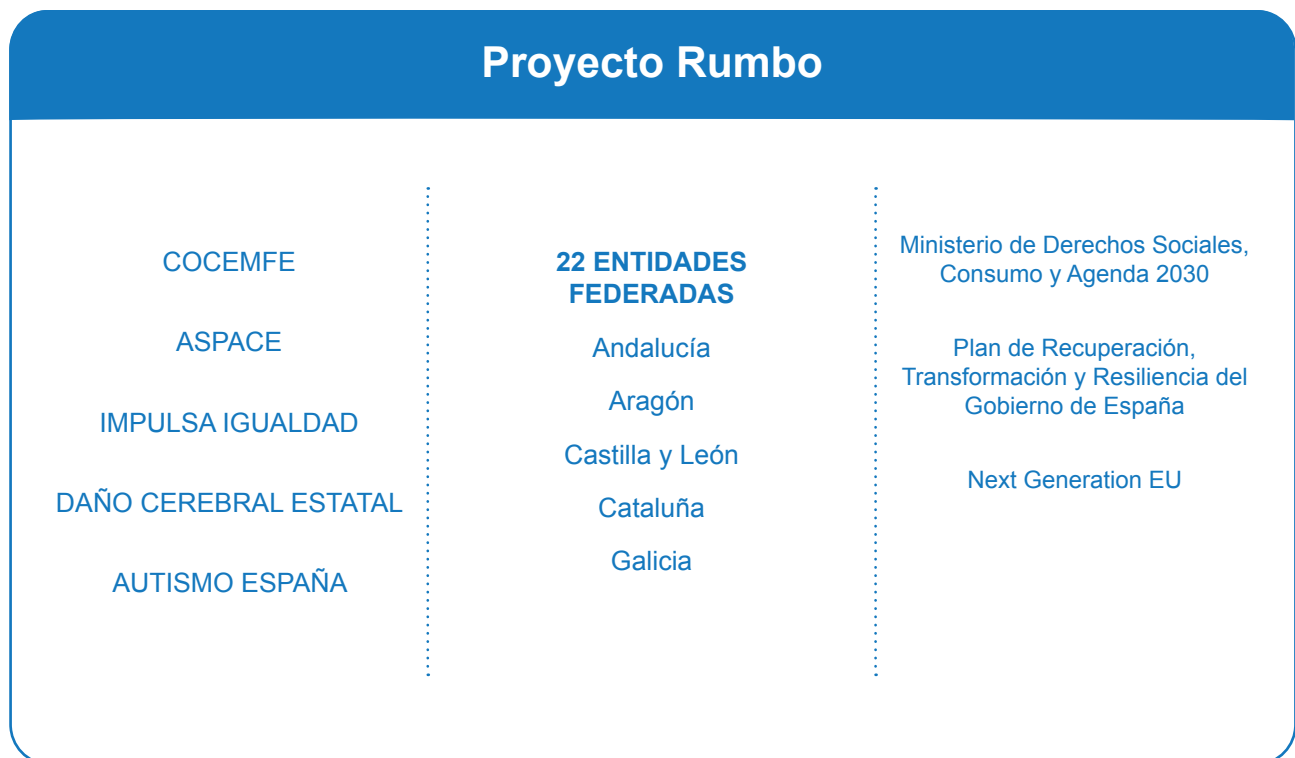 Proyecto Rumbo
COCEMFE
ASPACE
IMPULSA IGUALDAD
DAÑO CEREBRAL ESTATAL
AUTISMO ESPAÑA
22 ENTIDADES
FEDERADAS
Andalucía
Aragón
Castilla y León
Cataluña
Galicia
Ministerio de Derechos Sociales,
Consumo y Agenda 2030
Plan de Recuperación,
Transformación y Resiliencia del
Gobierno de España
Next Generation EU